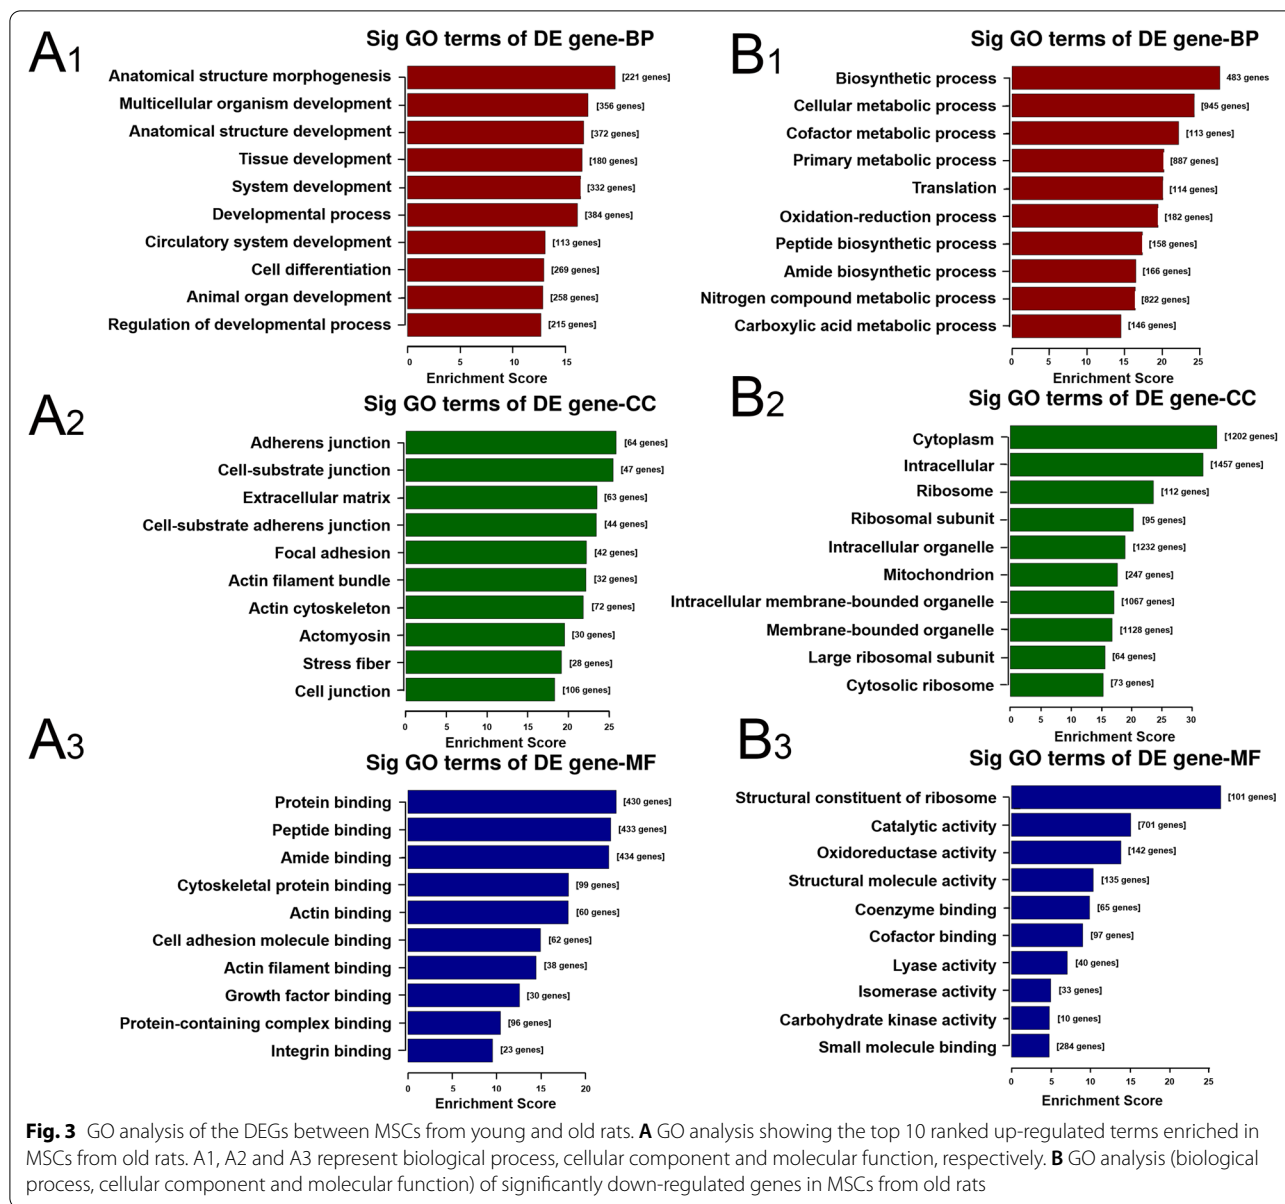 A1
Sig GO terms of DE gene-BP
Anatomical structure morphogenesis [221 genes]
Multicellular organism development [356 genes]
Anatomical structure development [372 genes]
Tissue development [180 genes]
System development [332 genes]
Developmental process [384 genes]
Circulatory system development [113 genes]
Cell differentiation [269 genes]
Animal organ development [258 genes]
Regulation of developmental process [215 genes]
0 5 10 15
Enrichment Score
B1
Sig GO terms of DE gene-BP
Biosynthetic process 483 genes
Cellular metabolic process [945 genes]
Cofactor metabolic process [113 genes]
Primary metabolic process [887 genes]
Translation [114 genes]
Oxidation-reduction process [182 genes]
Peptide biosynthetic process [158 genes]
Amide biosynthetic process [166 genes]
Nitrogen compound metabolic process [822 genes]
Carboxylic acid metabolic process [146 genes]
0 5 10 15 20 25
Enrichment Score
A2
Sig GO terms of DE gene-CC
Adherens junction [64 genes]
Cell-substrate junction [47 genes]
Extracellular matrix [63 genes]
Cell-substrate adherens junction [44 genes]
Focal adhesion [42 genes]
Actin filament bundle [32 genes]
Actin cytoskeleton [72 genes]
Actomyosin [30 genes]
Stress fiber [28 genes]
Cell junction [106 genes]
0 5 10 15 20 25
Enrichment Score
B2
Sig GO terms of DE gene-CC
Cytoplasm [1202 genes]
Intracellular [1457 genes]
Ribosome [112 genes]
Ribosomal subunit [95 genes]
Intracellular organelle [1232 genes]
Mitochondrion [247 genes]
Intracellular membrane-bounded organelle [1067 genes]
Membrane-bounded organelle [1128 genes]
Large ribosomal subunit [64 genes]
Cytosolic ribosome [73 genes]
0 5 10 15 20 25 30
Enrichment Score
A3
Sig GO terms of DE gene-MF
Protein binding [430 genes]
Peptide binding [433 genes]
Amide binding [434 genes]
Cytoskeletal protein binding [99 genes]
Actin binding [60 genes]
Cell adhesion molecule binding [62 genes]
Actin filament binding [38 genes]
Growth factor binding [30 genes]
Protein-containing complex binding [96 genes]
Integrin binding [23 genes]
0 5 10 15 20
Enrichment Score
B3
Sig GO terms of DE gene-MF
Structural constituent of ribosome [101 genes]
Catalytic activity [701 genes]
Oxidoreductase activity [142 genes]
Structural molecule activity [135 genes]
Coenzyme binding [65 genes]
Cofactor binding [97 genes]
Lyase activity [40 genes]
Isomerase activity [33 genes]
Carbohydrate kinase activity [10 genes]
Small molecule binding [284 genes]
0 5 10 15 20 25
Enrichment Score
Fig. 3 GO analysis of the DEGs between MSCs from young and old rats. A GO analysis showing the top 10 ranked up-regulated terms enriched in
MSCs from old rats. A1, A2 and A3 represent biological process, cellular component and molecular function, respectively. B GO analysis (biological
process, cellular component and molecular function) of significantly down-regulated genes in MSCs from old rats